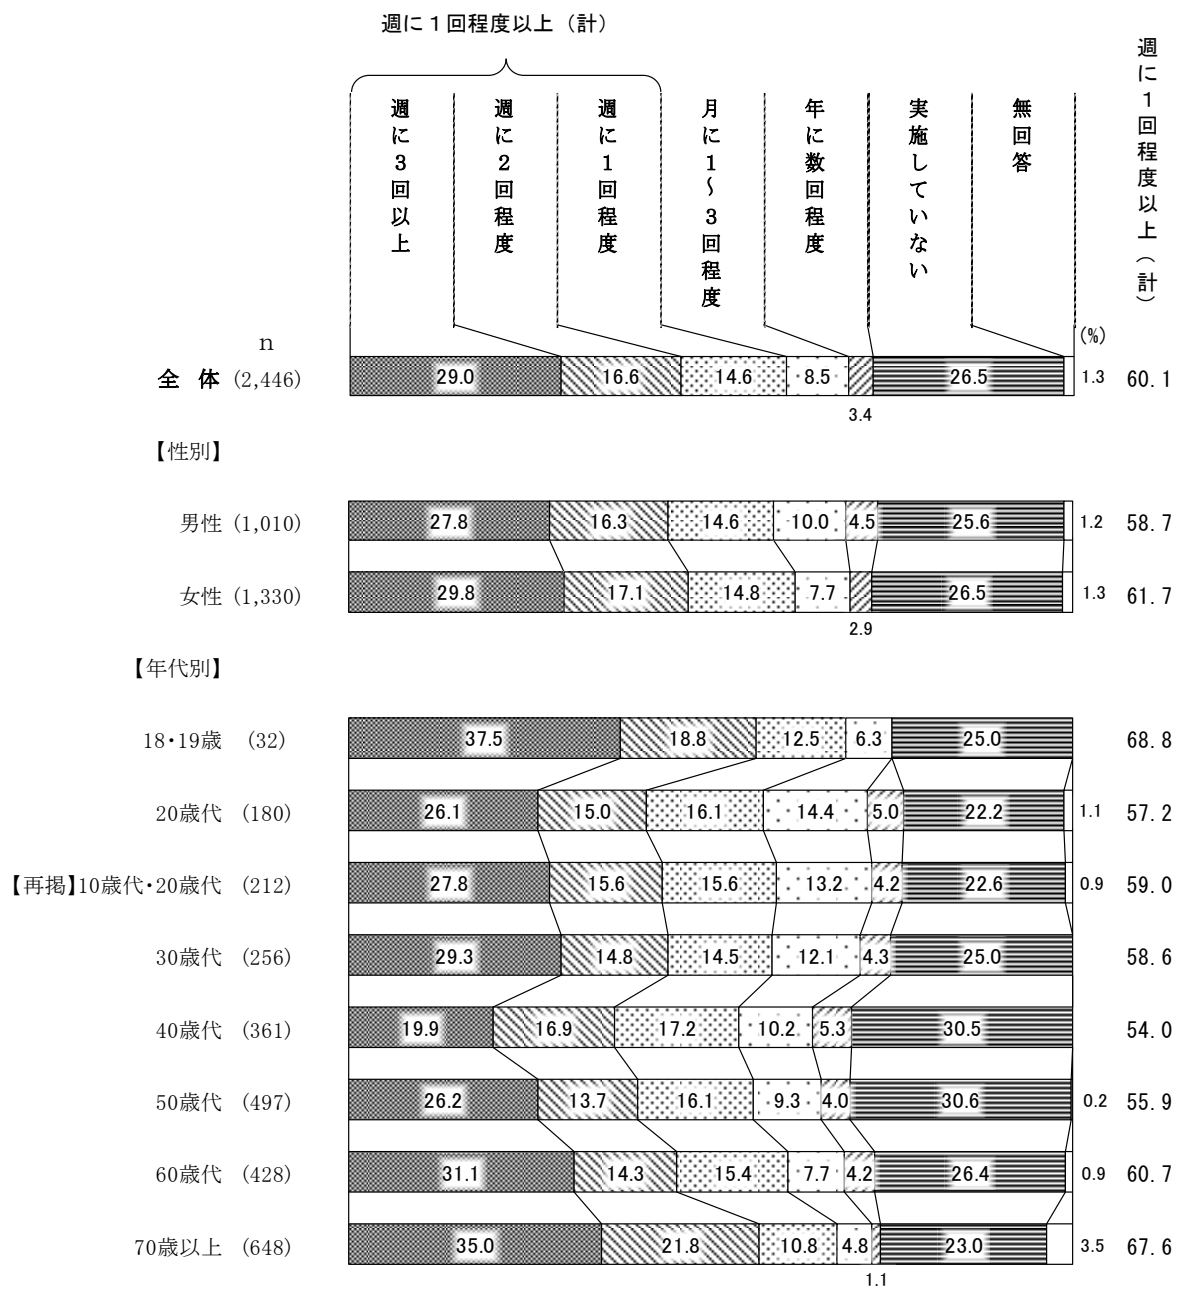 週に１回程度以上（計）
週に３回以上
週に２回程度
週に１回程度
月に１～３回程度
年に数回程度
実施していない
無回答
週に１回程度以上（計）
(%)
n
全 体 (2,446) 29.0 16.6 14.6 8.5 26.5 1.3 60.1
3.4
【性別】
男性 (1,010) 27.8 16.3 14.6 10.0 4.5 25.6 1.2 58.7
女性 (1,330) 29.8 17.1 14.8 7.7 26.5 1.3 61.7
2.9
【年代別】
18･19歳 (32) 37.5 18.8 12.5 6.3 25.0 68.8
20歳代 (180) 26.1 15.0 16.1 14.4 5.0 22.2 1.1 57.2
【再掲】10歳代･20歳代 (212) 27.8 15.6 15.6 13.2 4.2 22.6 0.9 59.0
30歳代 (256) 29.3 14.8 14.5 12.1 4.3 25.0 58.6
40歳代 (361) 19.9 16.9 17.2 10.2 5.3 30.5 54.0
50歳代 (497) 26.2 13.7 16.1 9.3 4.0 30.6 0.2 55.9
60歳代 (428) 31.1 14.3 15.4 7.7 4.2 26.4 0.9 60.7
70歳以上 (648) 35.0 21.8 10.8 4.8 23.0 3.5 67.6
1.1